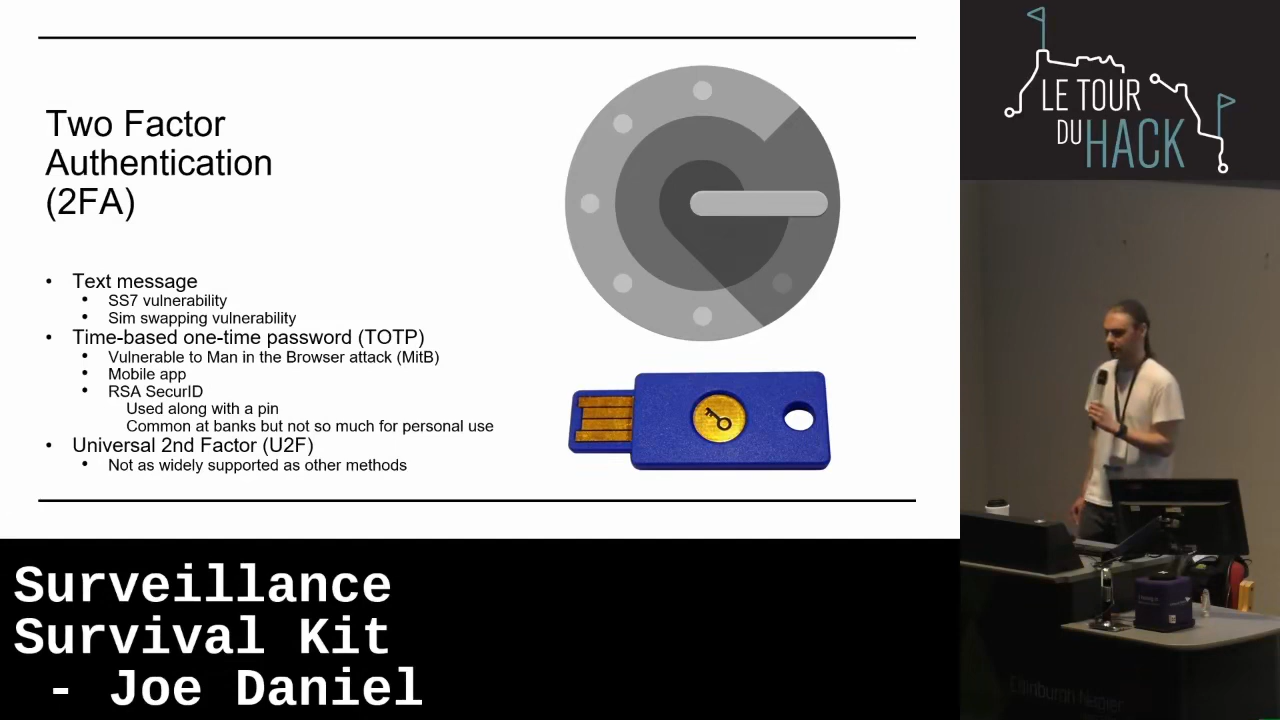 Two Factor
Authentication
(2FA)
• Text message
• SS7 vulnerability
• Sim swapping vulnerability
• Time-based one-time password (TOTP)
• Vulnerable to Man in the Browser attack (MitB)
• Mobile app
• RSA SecurID
Used along with a pin
Common at banks but not so much for personal use
• Universal 2nd Factor (U2F)
• Not as widely supported as other methods
LE TOUR
DU HACK
Edinburgh Napier
Surveillance
Survival Kit
- Joe Daniel